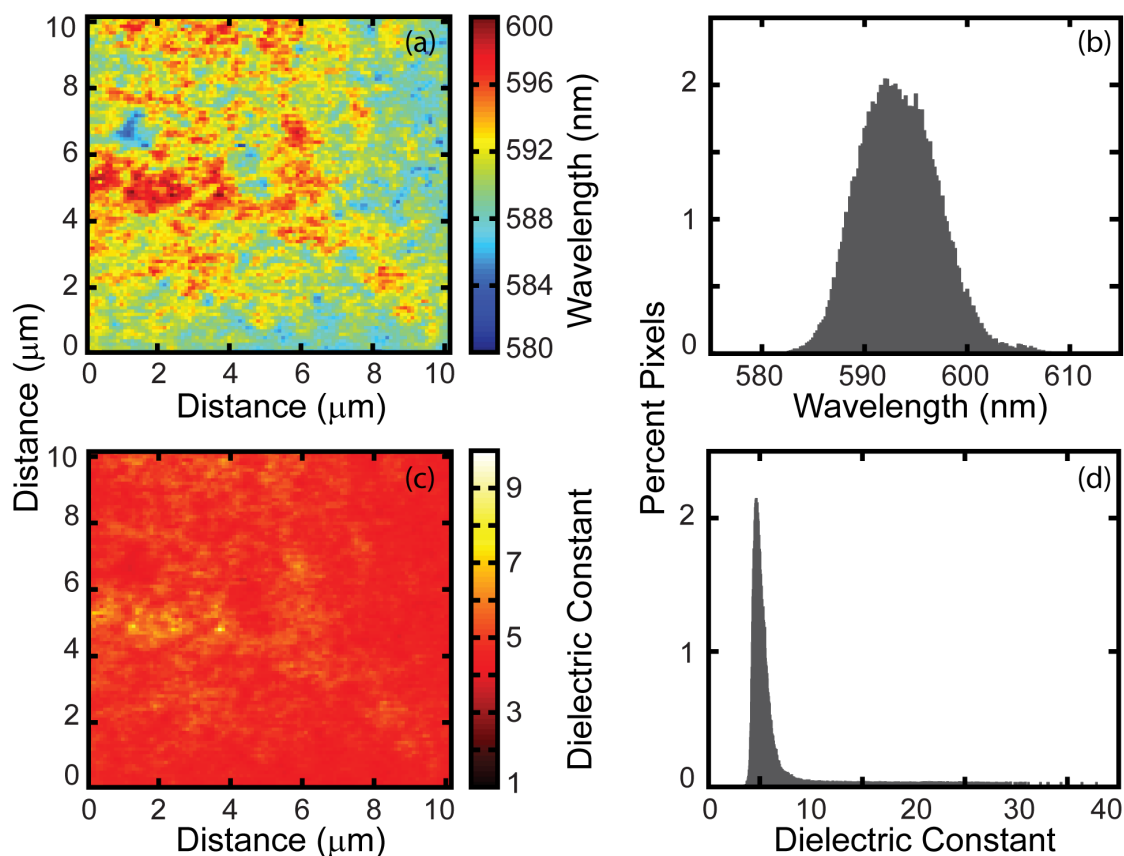 (a)
10
8
6
4
2
0
0 2 4 6 8 10
Distance (μm)
600
596
592
588
584
580
Wavelength (nm)
(b)
2
1
0
580 590 600 610
Wavelength (nm)
Distance (μm)
Percent Pixels
(c)
10
8
6
4
2
0
0 2 4 6 8 10
Distance (μm)
9
7
5
3
1
Dielectric Constant
(d)
2
1
0
0 10 20 30 40
Dielectric Constant